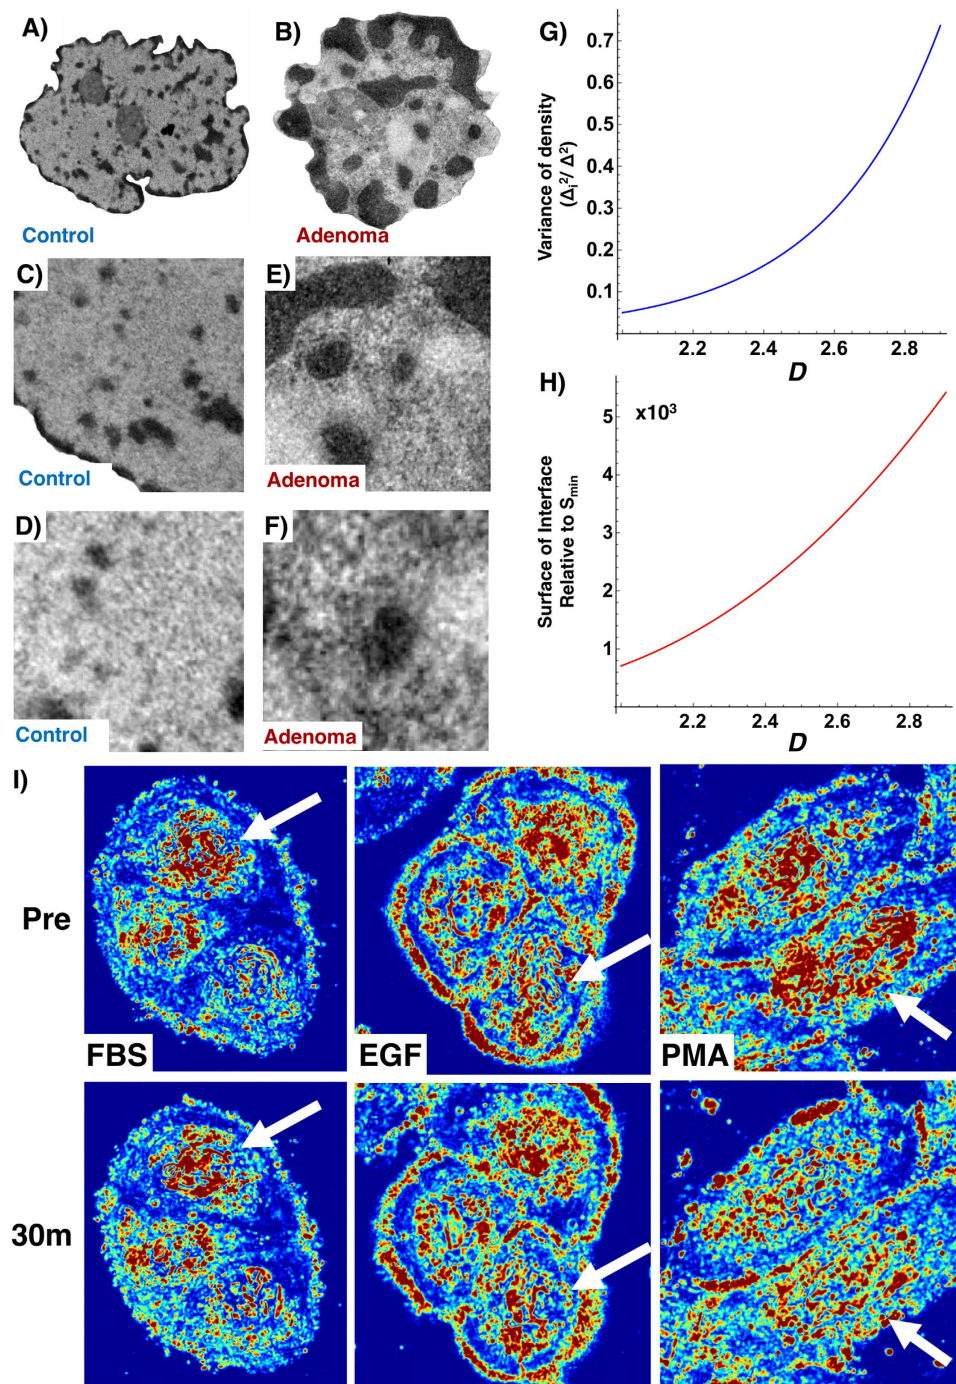 A)
Control
B)
Adenoma
C)
Control
E)
Adenoma
D)
Control
F)
Adenoma
G)
Variance of density
(Δi²/ Δ²)
0.7
0.6
0.5
0.4
0.3
0.2
0.1
2.2 2.4 2.6 2.8
D
H)
x10³
Surface of Interface
Relative to Smin
5
4
3
2
1
2.2 2.4 2.6 2.8
D
I)
Pre
FBS
EGF
PMA
30m